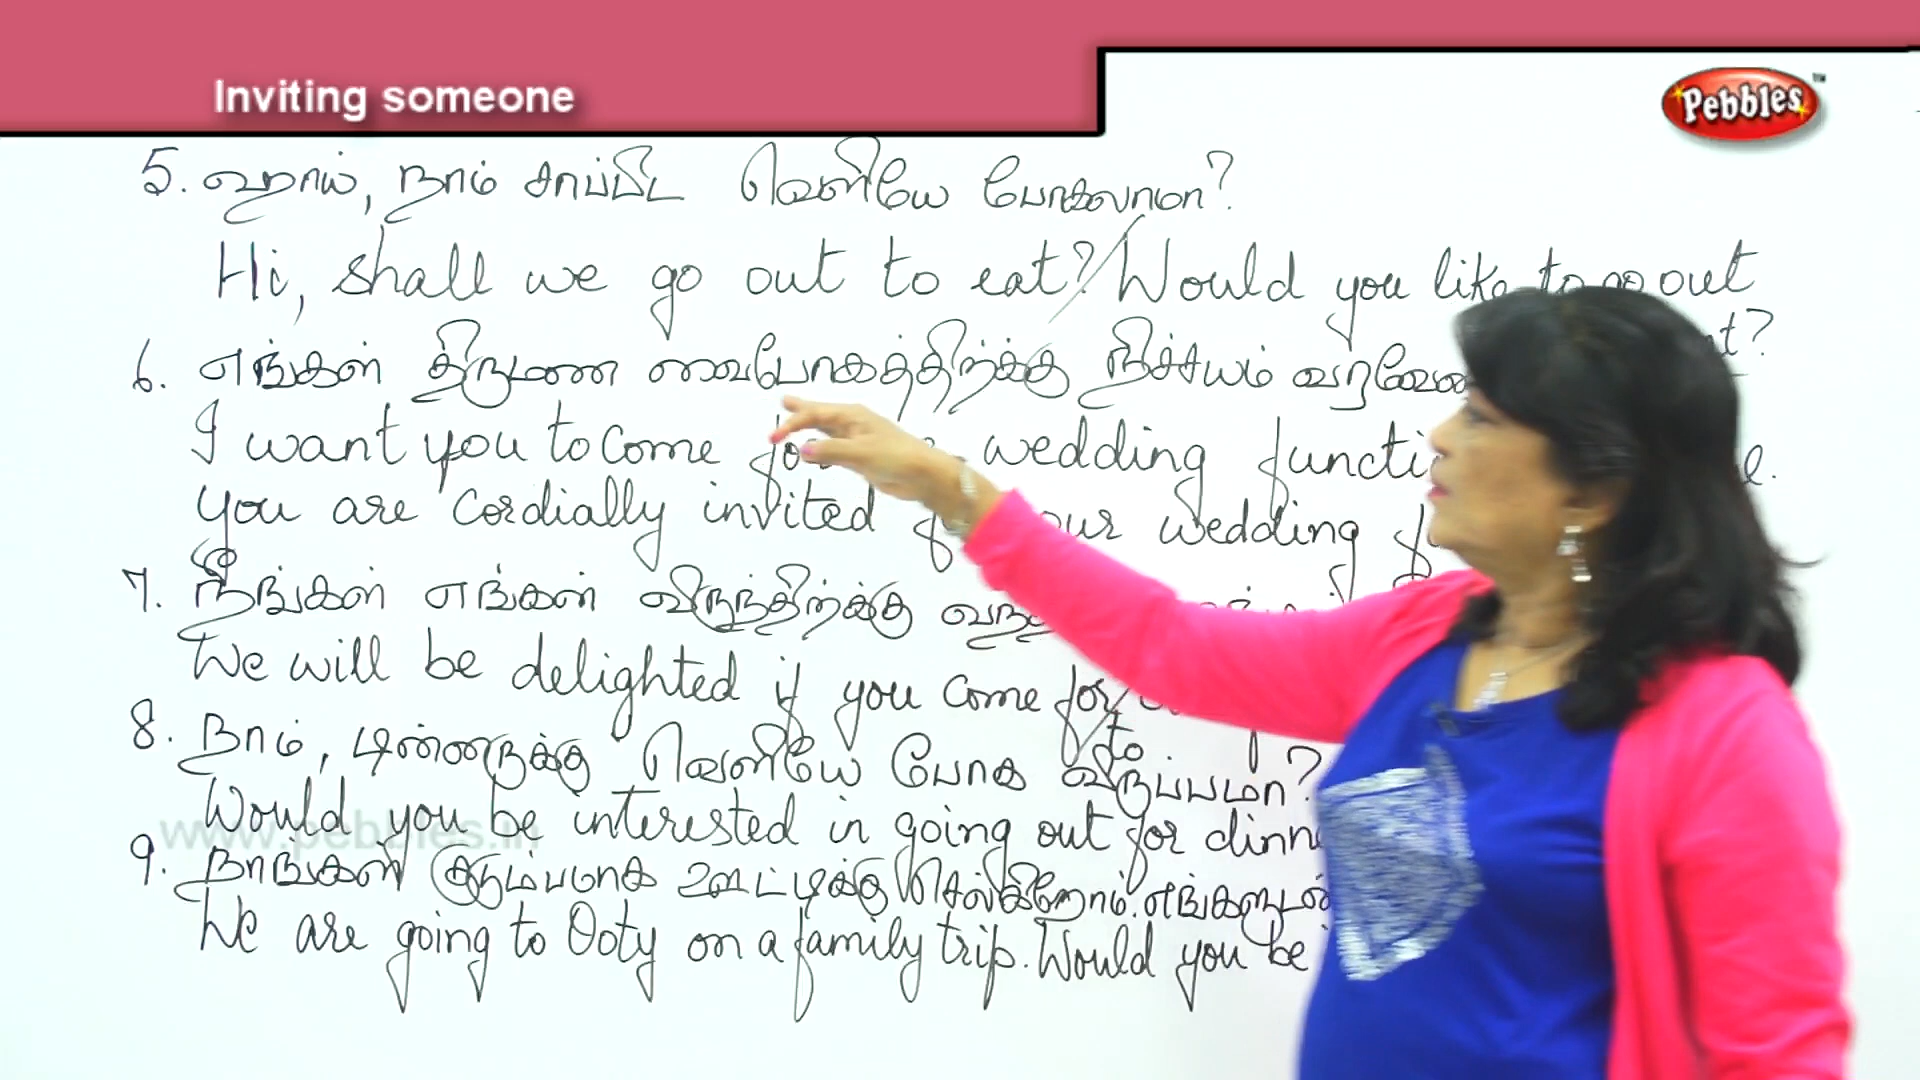 Inviting someone
Pebbles
5. ஹாய், நாம் சாப்பிட வெளியே போகலாமா?
Hi, shall we go out to eat?/Would you like to go out
6. எங்கள் திருமண வைபோகத்திற்க்கு நிச்சயம் வரவேண
I want you to come for wedding functi
you are cordially invited our wedding
7. நீங்கள் எங்கள் விருந்திற்க்கு
We will be delighted if you come for/
to
8. நாம், டின்னருக்கு வெளியே போக விருப்பமா?
Would you be interested in going out for dinn
www.pebbles.in
9. நாங்கள் குடும்பமாக ஊட்டிக்கு செல்கிறோம். எங்களுடன்
We are going to Ooty on a family trip. Would you be